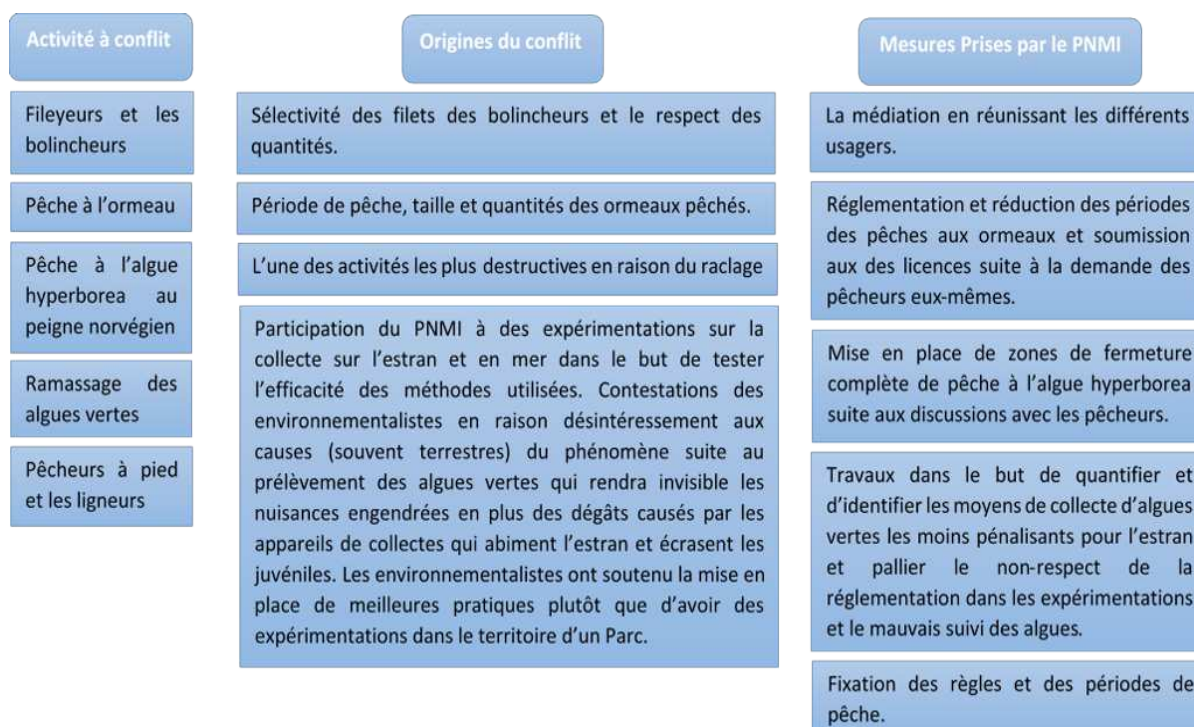 Activité à conflit
Fileyeurs et les
bolincheurs
Pêche à l'ormeau
Pêche à l'algue
hyperborea au
peigne norvégien
Ramassage des
algues vertes
Pêcheurs à pied
et les ligneurs
Origines du conflit
Sélectivité des filets des bolincheurs et le respect des
quantités.
Période de pêche, taille et quantités des ormeaux pêchés.
L'une des activités les plus destructives en raison du raclage
Participation du PNMI à des expérimentations sur la
collecte sur l'estran et en mer dans le but de tester
l'efficacité des méthodes utilisées. Contestations des
environnementalistes en raison désintéressement aux
causes (souvent terrestres) du phénomène suite au
prélèvement des algues vertes qui rendra invisible les
nuisances engendrées en plus des dégâts causés par les
appareils de collectes qui abiment l'estran et écrasent les
juvéniles. Les environnementalistes ont soutenu la mise en
place de meilleures pratiques plutôt que d'avoir des
expérimentations dans le territoire d'un Parc.
Mesures Prises par le PNMI
La médiation en réunissant les différents
usagers.
Réglementation et réduction des périodes
des pêches aux ormeaux et soumission
aux des licences suite à la demande des
pêcheurs eux-mêmes.
Mise en place de zones de fermeture
complète de pêche à l'algue hyperborea
suite aux discussions avec les pêcheurs.
Travaux dans le but de quantifier et
d'identifier les moyens de collecte d'algues
vertes les moins pénalisants pour l'estran
et pallier le non-respect de la
réglementation dans les expérimentations
et le mauvais suivi des algues.
Fixation des règles et des périodes de
pêche.